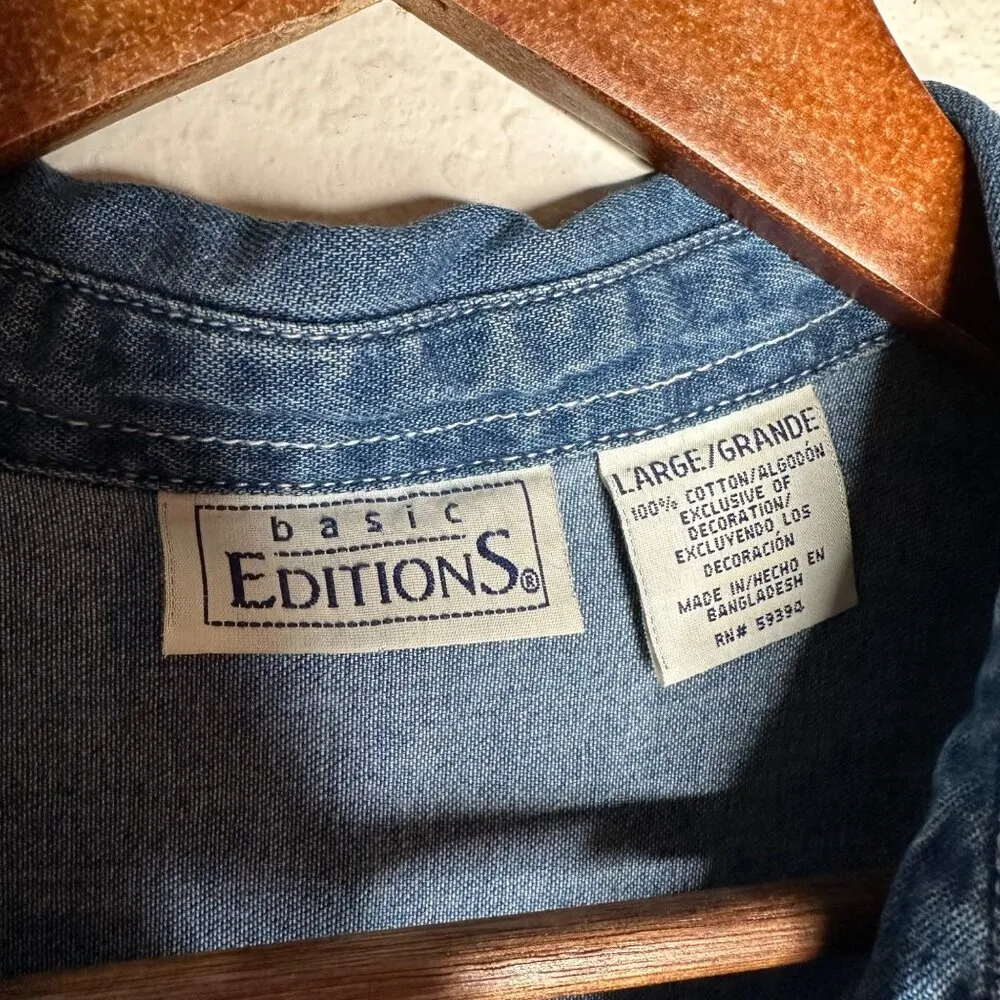 basic
EDITIONS®
LARGE/GRANDE
100% COTTON/ALGODÓN
EXCLUSIVE OF
DECORATION/
EXCLUYENDO LOS
DECORACIÓN
MADE IN/HECHO EN
BANGLADESH
RN# 59394